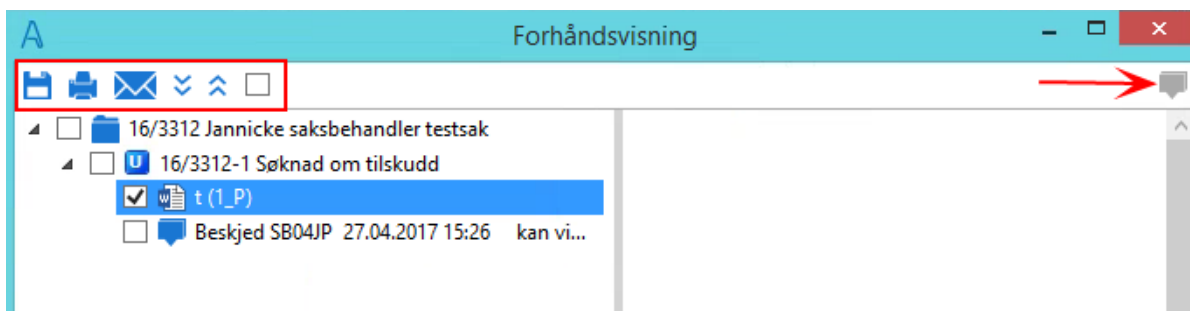 Forhåndsvisning
16/3312 Jannicke saksbehandler testsak
U 16/3312-1 Søknad om tilskudd
t (1_P)
Beskjed SB04JP 27.04.2017 15:26 kan vi...